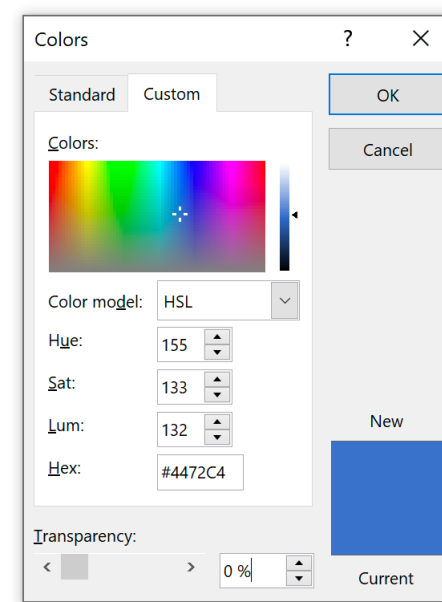 Colors ? ×
Standard Custom
OK
Cancel
Colors:
Color model: HSL
Hue: 155
Sat: 133
Lum: 132
Hex: #4472C4
New
Transparency:
0 %
Current